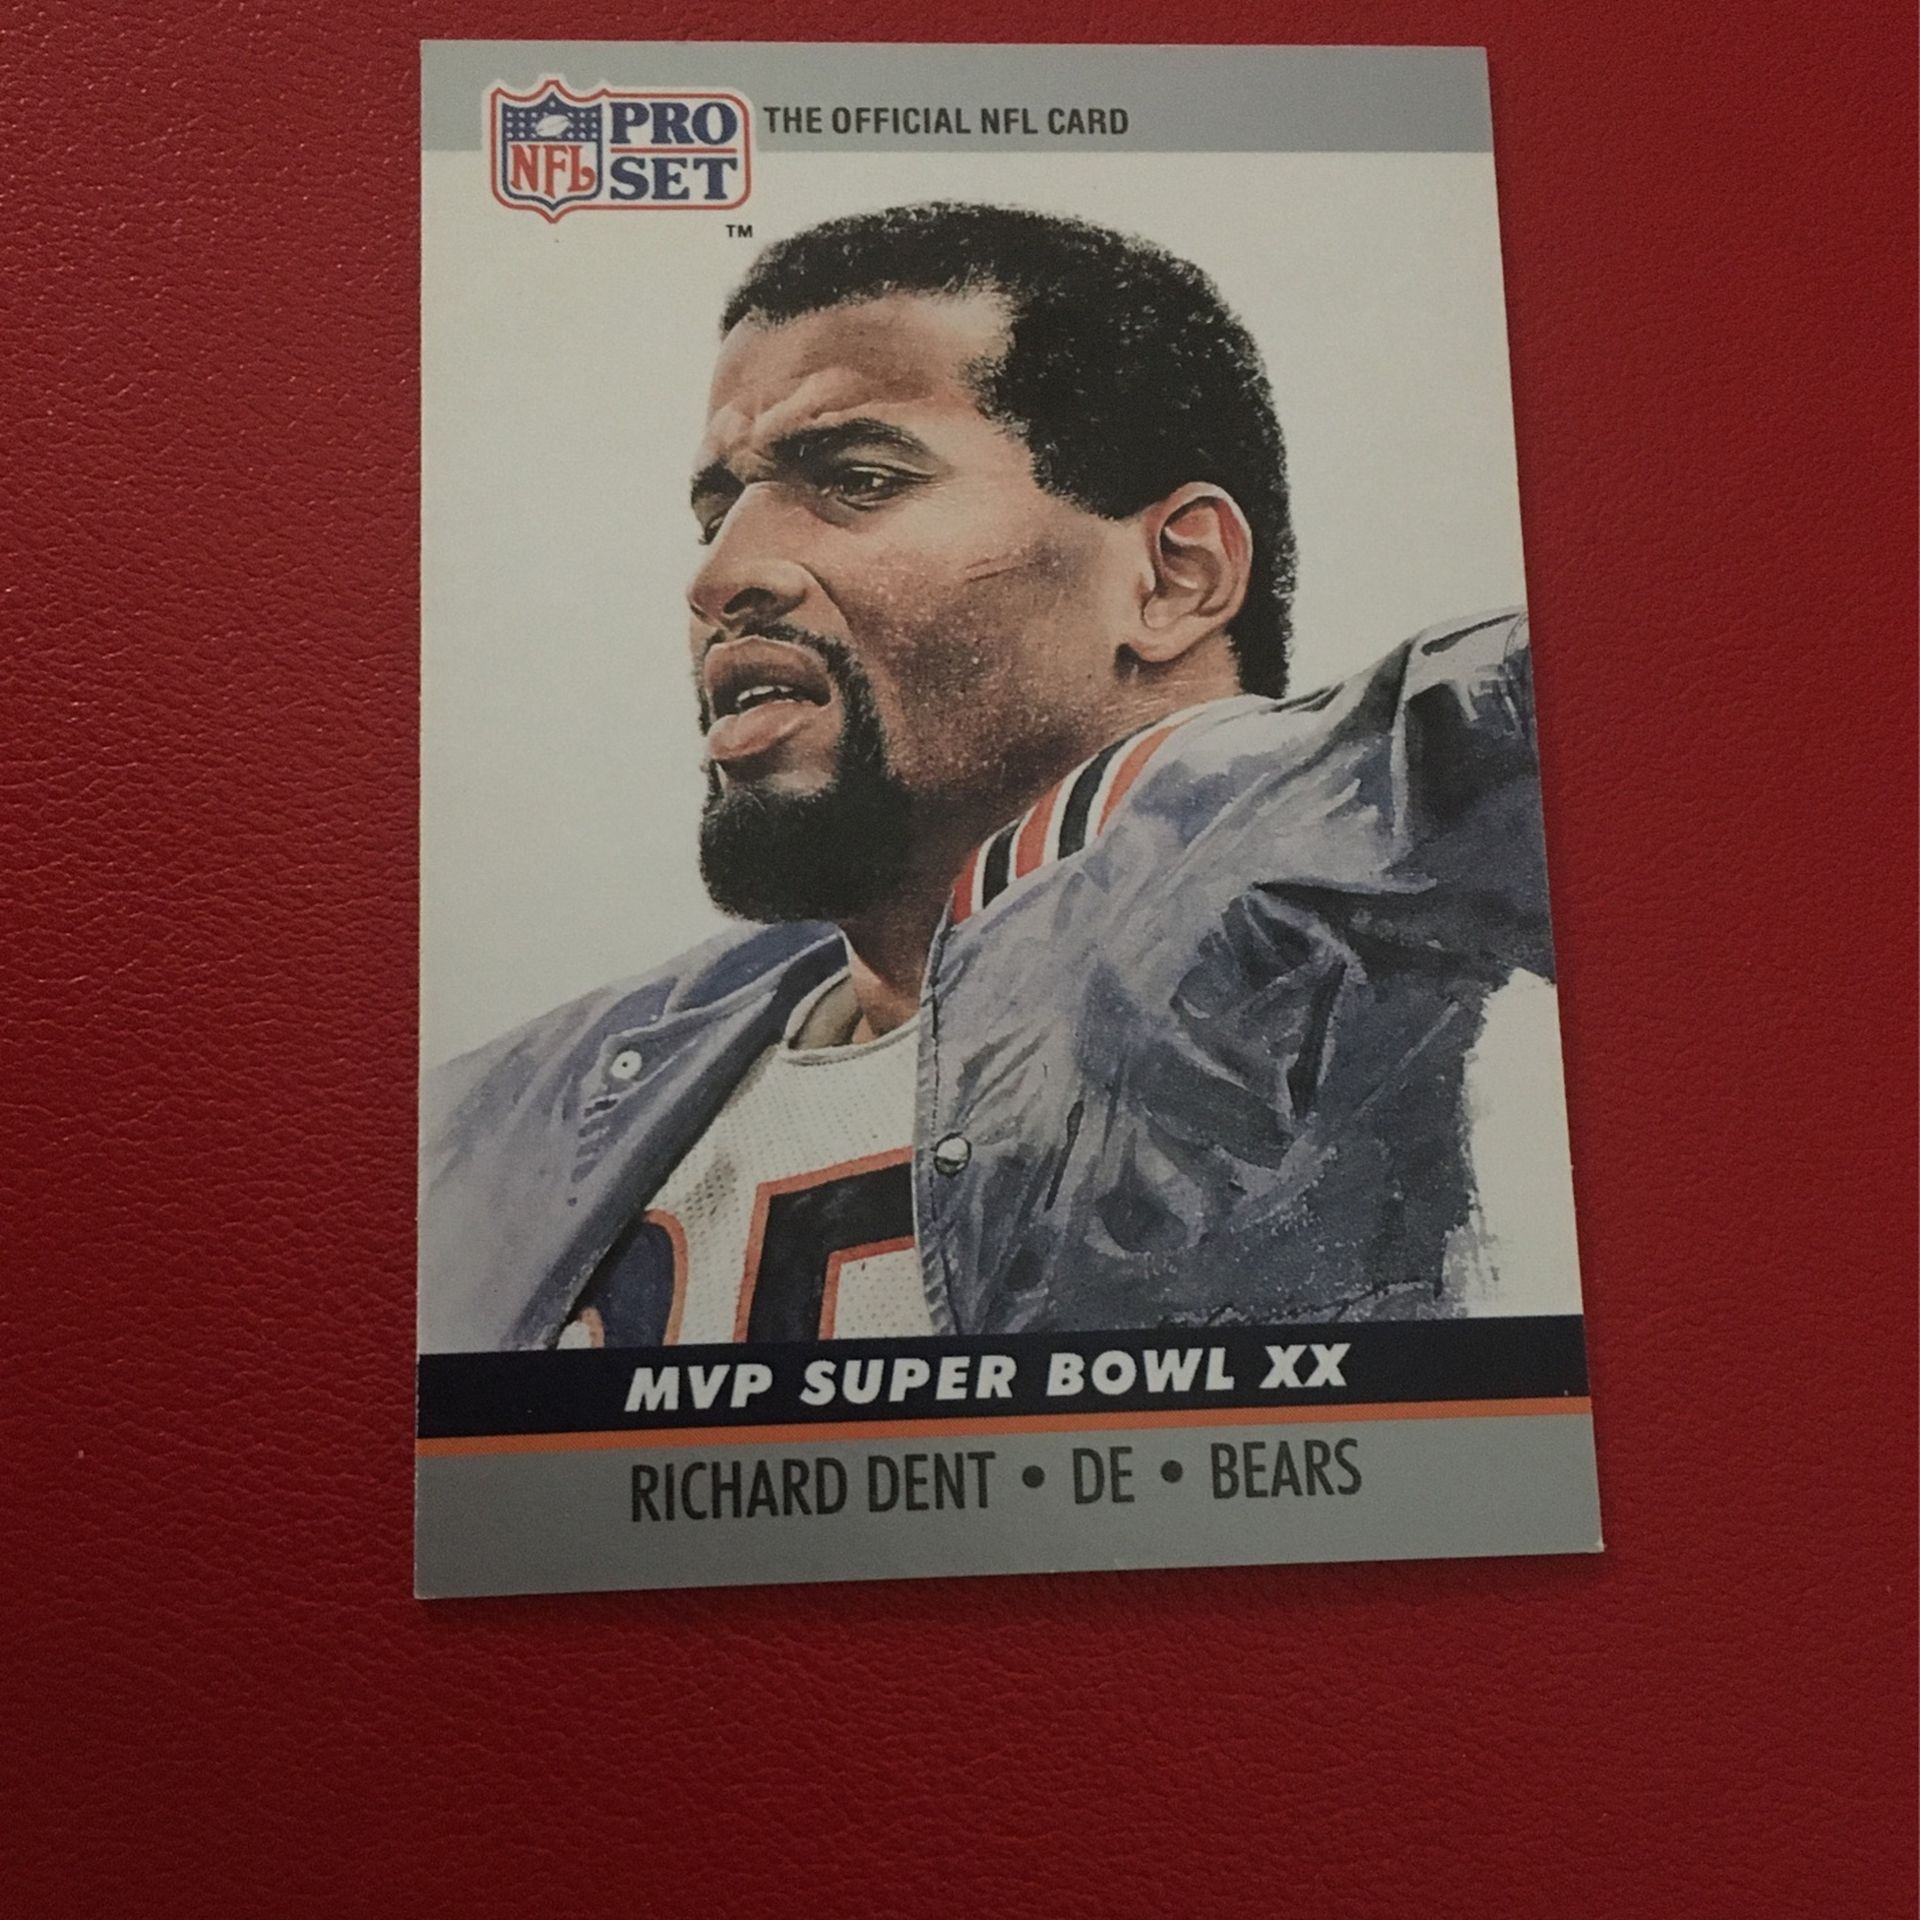 NFL PRO SET
TM
THE OFFICIAL NFL CARD
MVP SUPER BOWL XX
RICHARD DENT • DE • BEARS